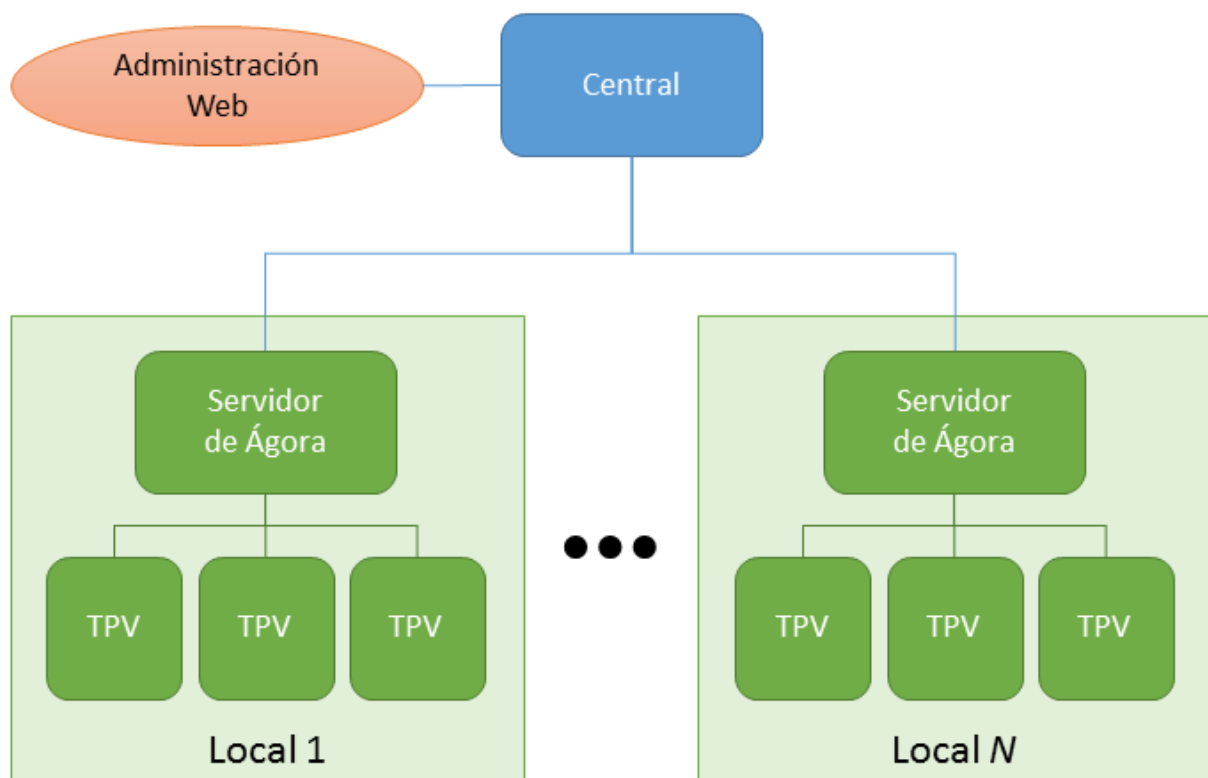 Administración
Web
Central
Servidor
de Ágora
Servidor
de Ágora
TPV
TPV
TPV
TPV
TPV
TPV
Local 1
Local N